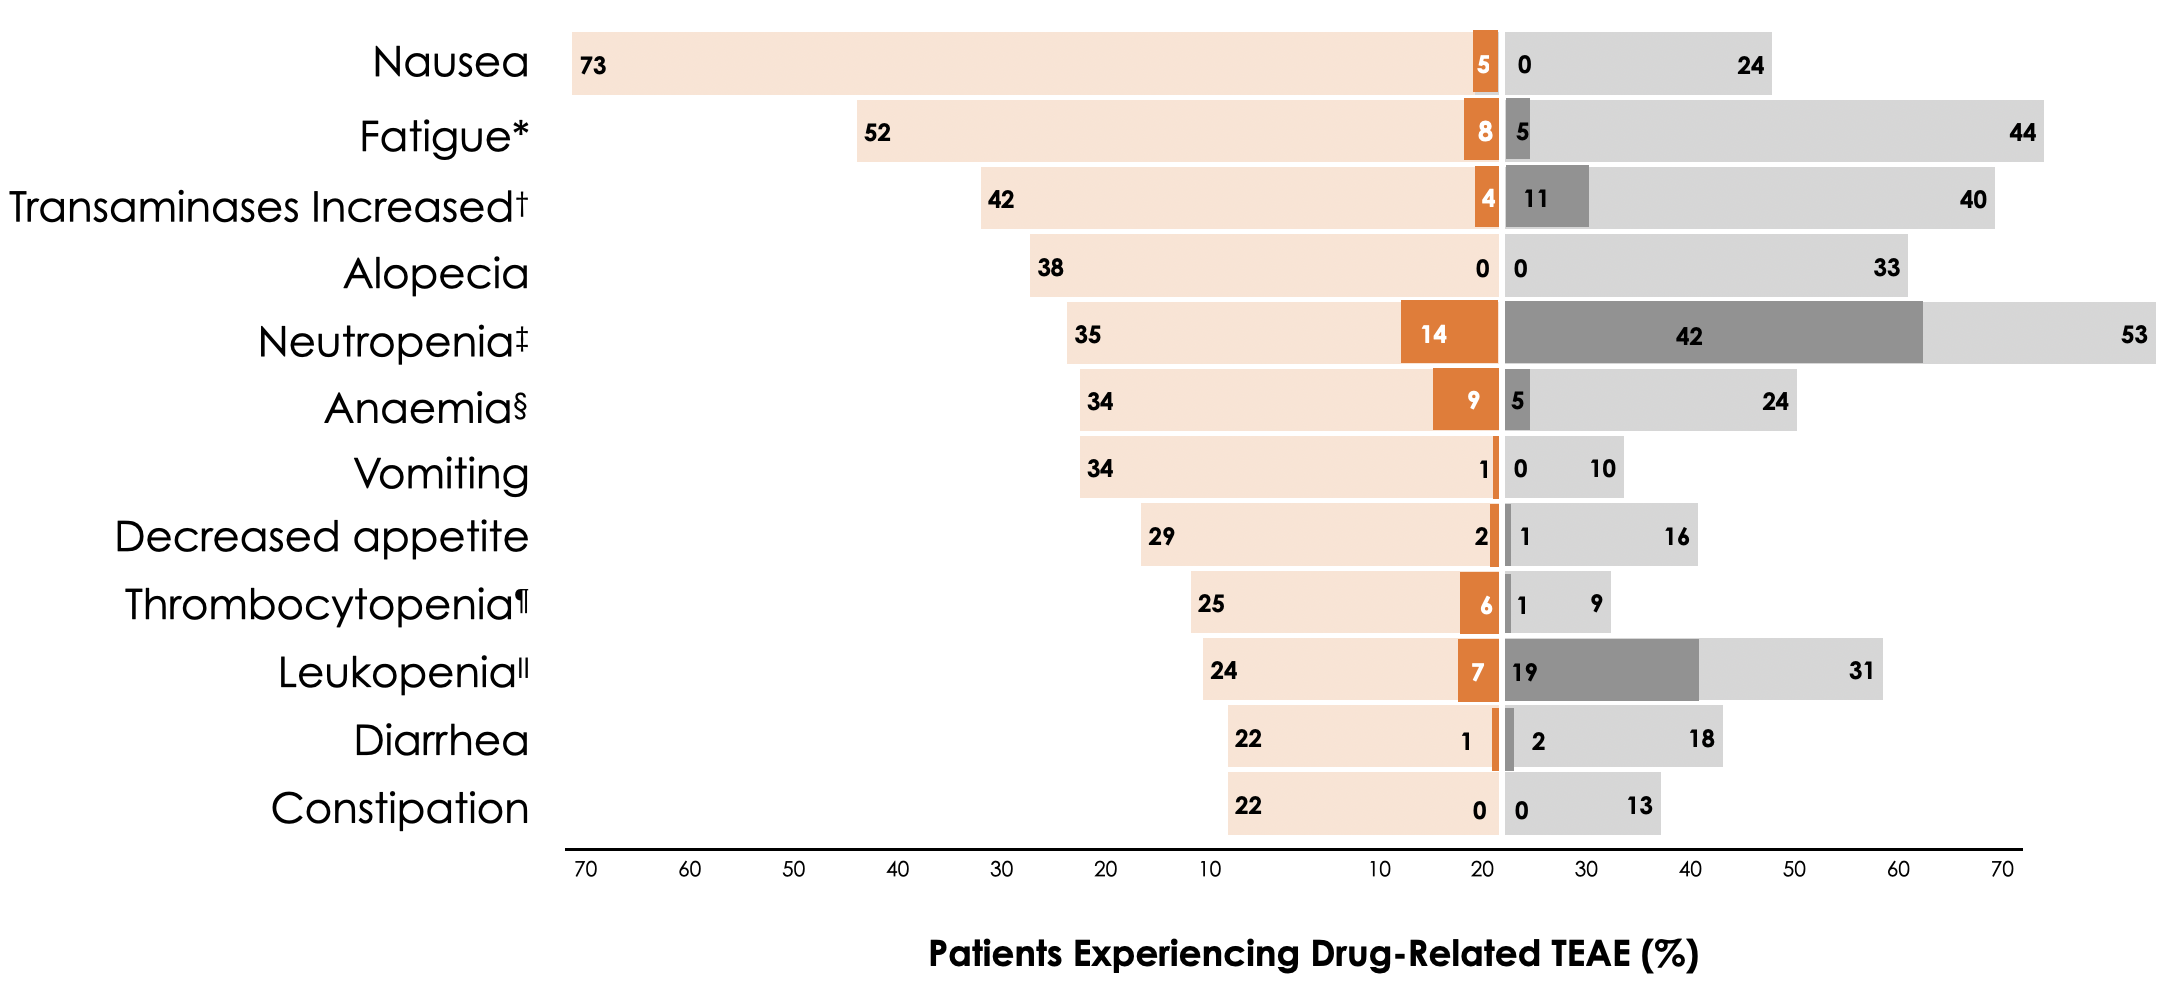 Nausea 73 5 0 24
Fatigue* 52 8 5 44
Transaminases Increased† 42 4 11 40
Alopecia 38 0 0 33
Neutropenia‡ 35 14 42 53
Anaemia§ 34 9 5 24
Vomiting 34 1 0 10
Decreased appetite 29 2 1 16
Thrombocytopenia¶ 25 6 1 9
Leukopenia|| 24 7 19 31
Diarrhea 22 1 2 18
Constipation 22 0 0 13
70 60 50 40 30 20 10 10 20 30 40 50 60 70
Patients Experiencing Drug-Related TEAE (%)